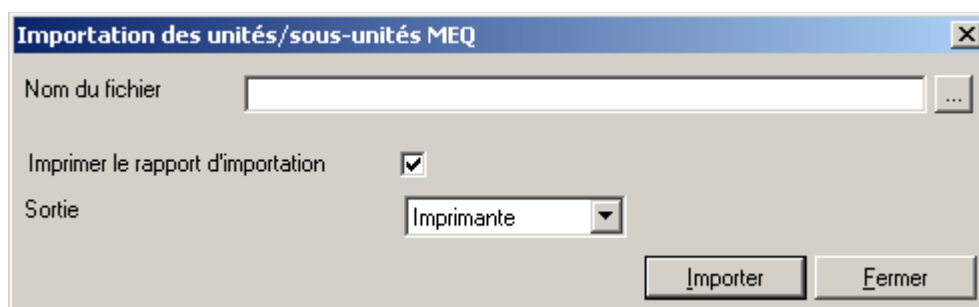 Importation des unités/sous-unités MEQ
Nom du fichier
...
Imprimer le rapport d'importation
Sortie
Imprimante
Importer
Fermer